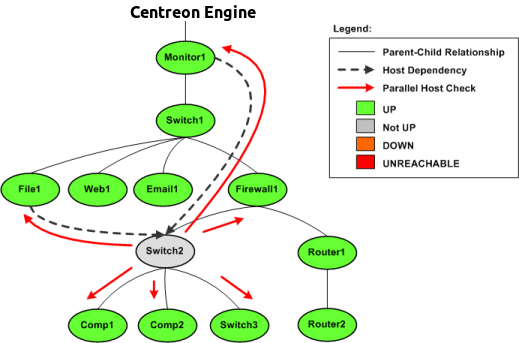 Centreon Engine
Legend:
Monitor1
Parent-Child Relationship
Host Dependency
Parallel Host Check
UP
Not UP
DOWN
UNREACHABLE
Switch1
File1 Web1 Email1 Firewall1
Switch2 Router1
Comp1 Comp2 Switch3 Router2